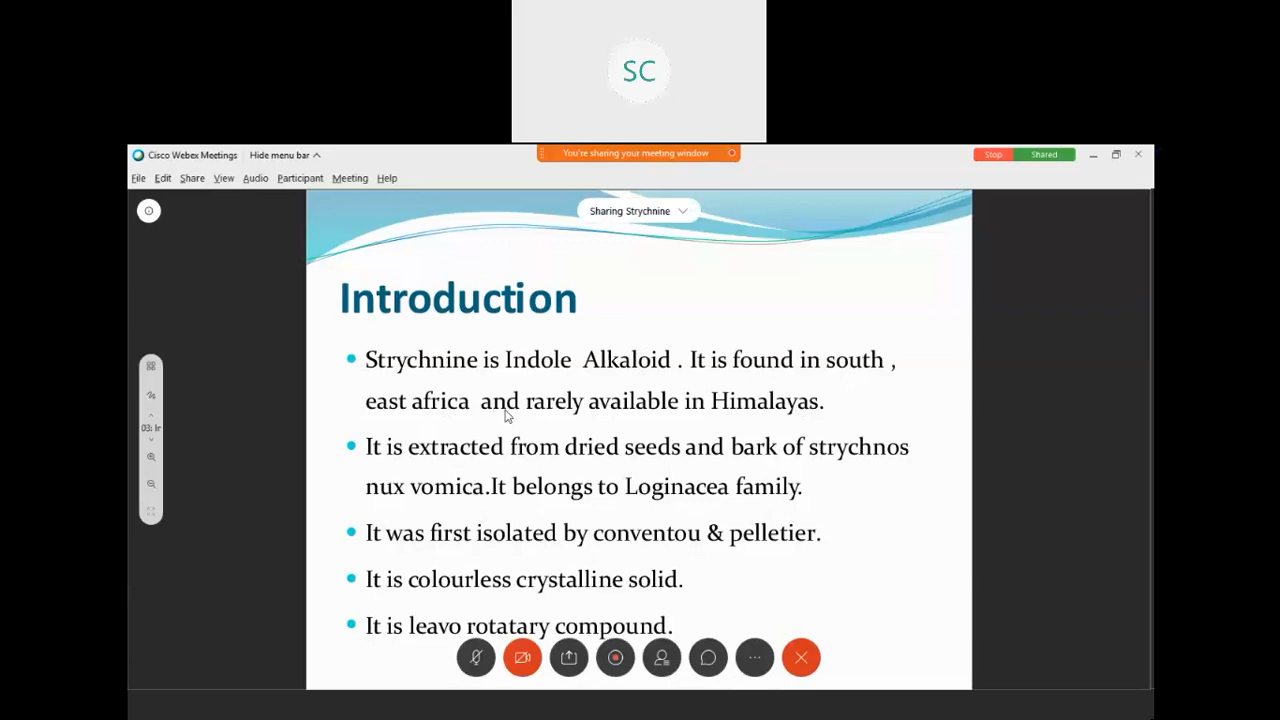 SC
Cisco Webex Meetings Hide menu bar
You're sharing your meeting window
Stop Shared
File Edit Share View Audio Participant Meeting Help
Sharing Strychnine
Introduction
Strychnine is Indole Alkaloid . It is found in south ,
east africa and rarely available in Himalayas.
It is extracted from dried seeds and bark of strychnos
nux vomica.It belongs to Loginacea family.
03: Ir
It was first isolated by conventou & pelletier.
It is colourless crystalline solid.
It is leavo rotatary compound.